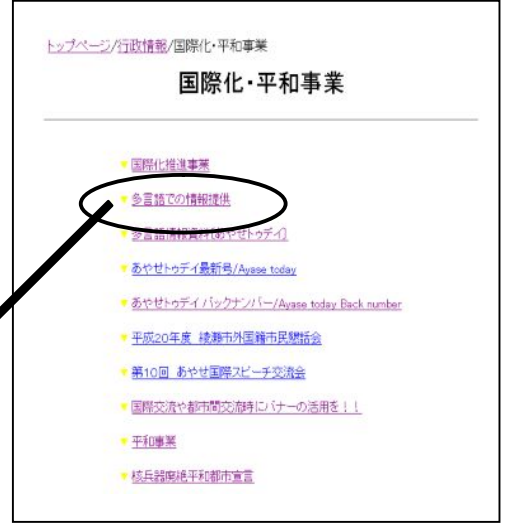 トップページ/行政情報/国際化・平和事業
国際化・平和事業
国際化推進事業
多言語での情報提供
多言語情報資料(あやせトゥデイ)
あやせトゥデイ最新号/Ayase today
あやせトゥデイ バックナンバー/Ayase today Back number
平成20年度 綾瀬市外国籍市民懇話会
第10回 あやせ国際スピーチ交流会
国際交流や都市間交流時にバナーの活用を!!
平和事業
核兵器廃絶平和都市宣言